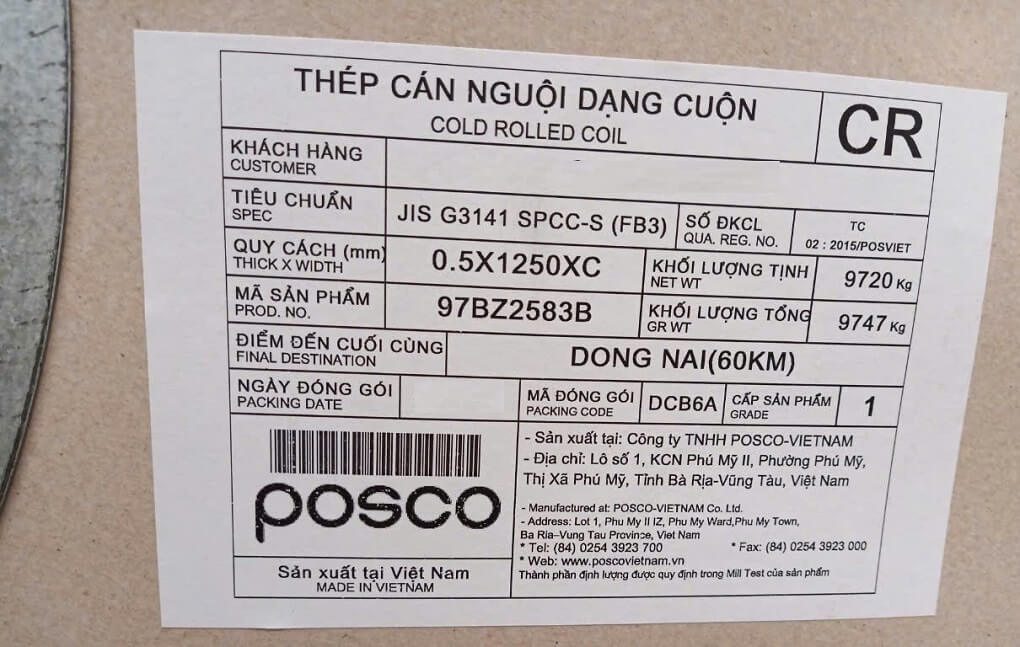 THÉP CÁN NGUỘI DẠNG CUỘN
COLD ROLLED COIL
CR
KHÁCH HÀNG
CUSTOMER
TIÊU CHUẨN
SPEC
JIS G3141 SPCC-S (FB3)
SỐ ĐKCL
QUA. REG. NO.
TC
02 : 2015/POSVIET
QUY CÁCH (mm)
THICK X WIDTH
0.5X1250XC
KHỐI LƯỢNG TỊNH
NET WT
9720 Kg
MÃ SẢN PHẨM
PROD. NO.
97BZ2583B
KHỐI LƯỢNG TỔNG
GR WT
9747 Kg
ĐIỂM ĐẾN CUỐI CÙNG
FINAL DESTINATION
DONG NAI(60KM)
NGÀY ĐÓNG GÓI
PACKING DATE
MÃ ĐÓNG GÓI
PACKING CODE
DCB6A
CẤP SẢN PHẨM
GRADE
1
posco
Sản xuất tại Việt Nam
MADE IN VIETNAM
- Sản xuất tại: Công ty TNHH POSCO-VIETNAM
- Địa chỉ: Lô số 1, KCN Phú Mỹ II, Phường Phú Mỹ,
Thị Xã Phú Mỹ, Tỉnh Bà Rịa-Vũng Tàu, Việt Nam
- Manufactured at: POSCO-VIETNAM Co. Ltd.
- Address: Lot 1, Phu My II IZ, Phu My Ward,Phu My Town,
Ba Ria-Vung Tau Province, Viet Nam
* Tel: (84) 0254 3923 700 * Fax: (84) 0254 3923 000
* Web: www.poscovietnam.vn
Thành phần định lượng được quy định trong Mill Test của sản phẩm